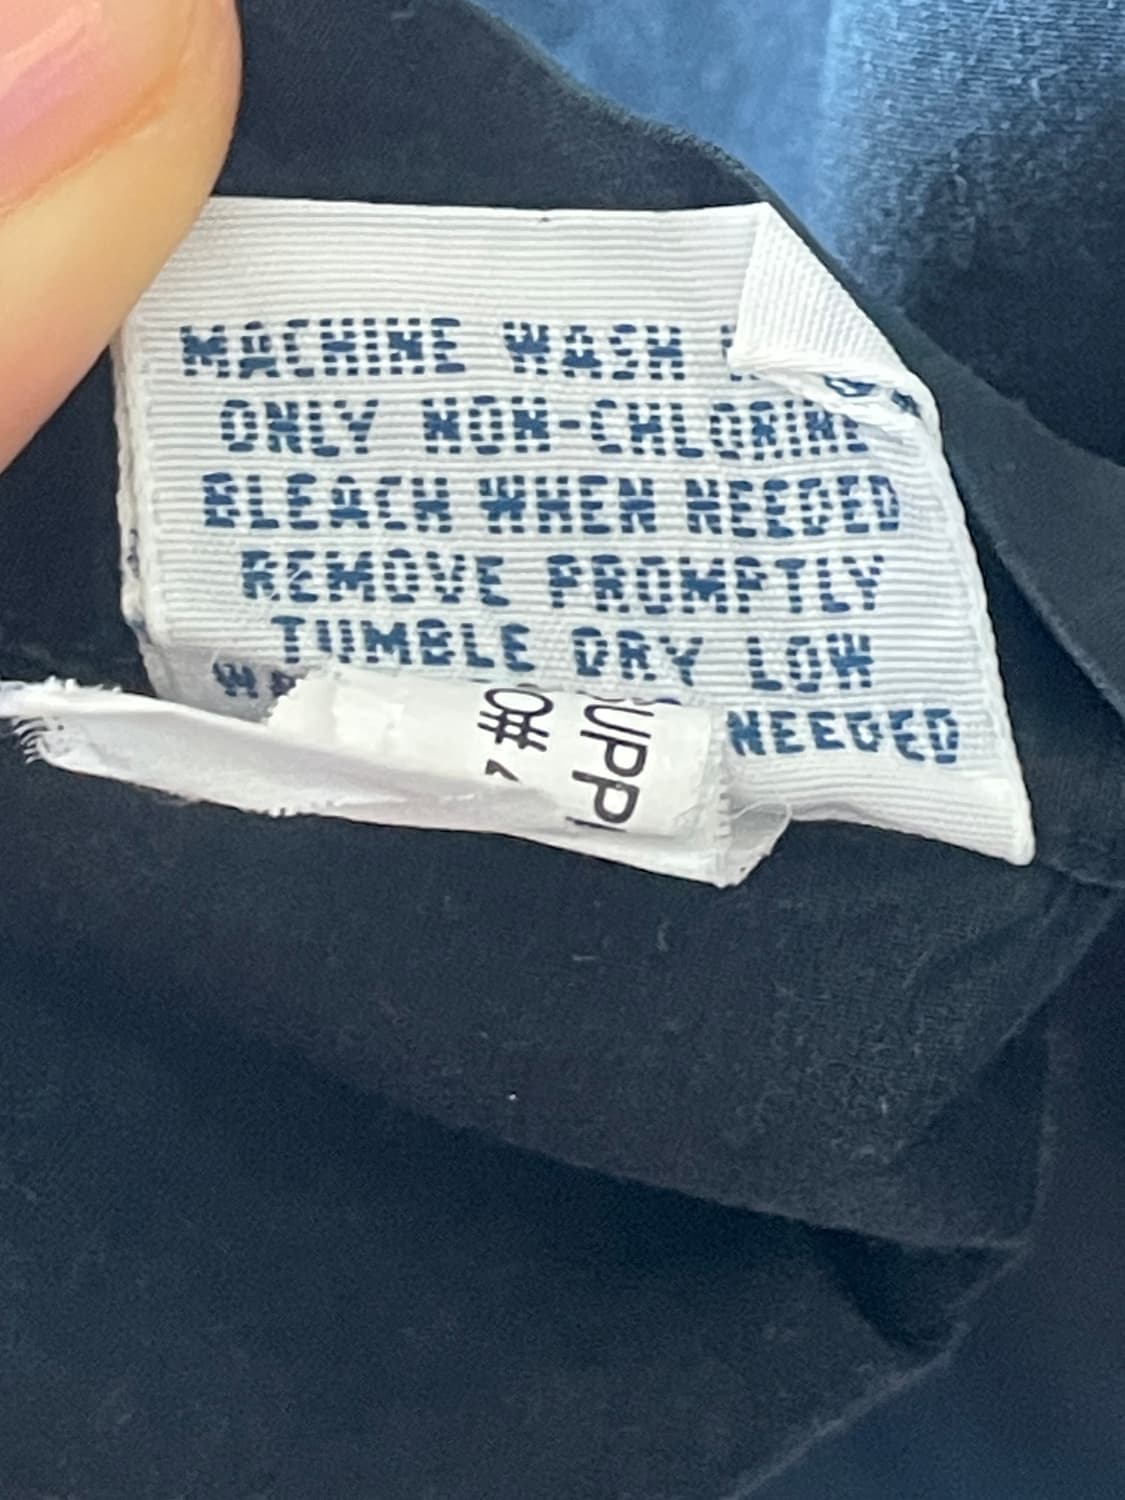 MACHINE WASH
ONLY NON-CHLORINE
BLEACH WHEN NEEDED
REMOVE PROMPTLY
TUMBLE DRY LOW
NEEDED